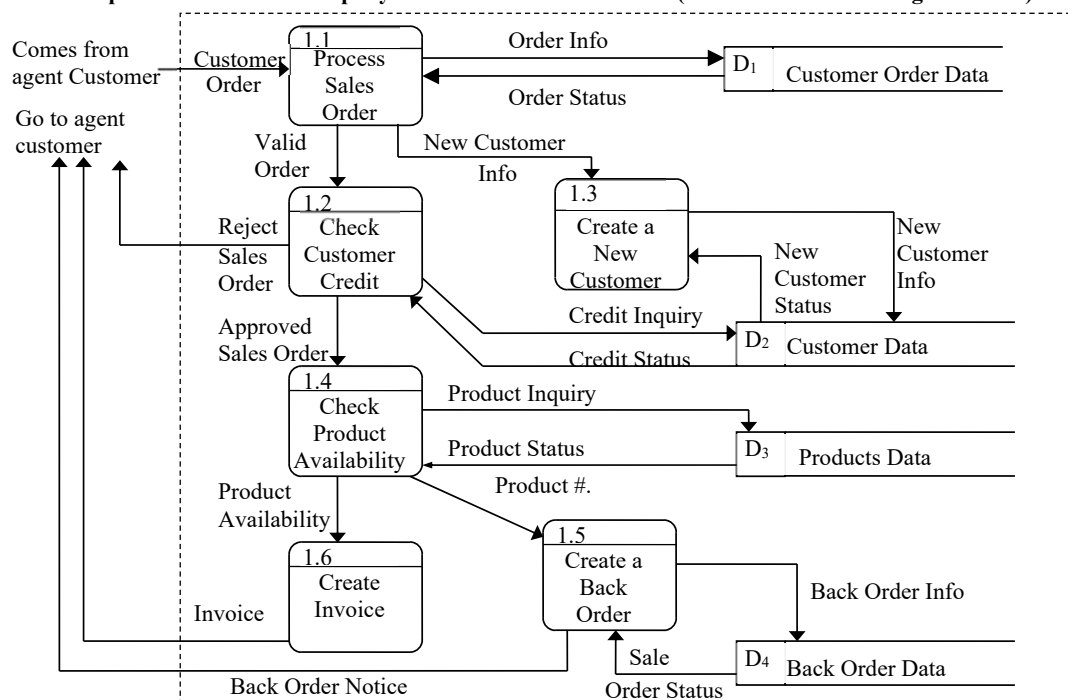 Comes from
agent Customer
Customer
Order
1.1
Process
Sales
Order
Order Info
Order Status
D1
Customer Order Data
Go to agent
customer
Valid
Order
New Customer
Info
1.2
Check
Customer
Credit
Reject
Sales
Order
1.3
Create a
New
Customer
New
Customer
Status
New
Customer
Info
Credit Inquiry
Credit Status
D2
Customer Data
Approved
Sales Order
1.4
Check
Product
Availability
Product Inquiry
Product Status
D3
Products Data
Product #.
Product
Availability
1.5
Create a
Back
Order
1.6
Create
Invoice
Invoice
Back Order Info
Sale
Order Status
D4
Back Order Data
Back Order Notice